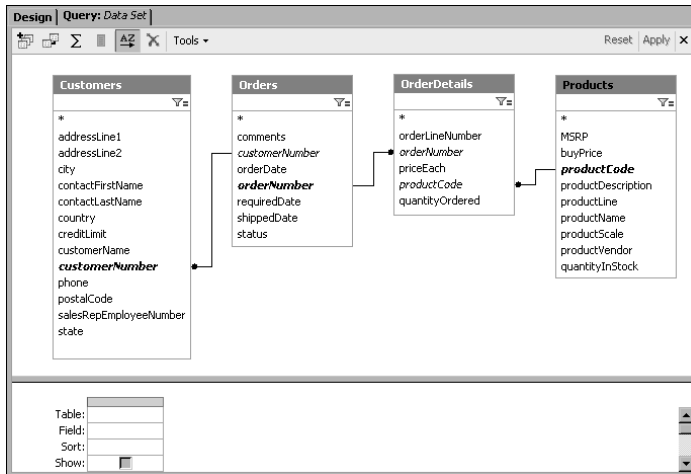 Design Query: Data Set
Σ AZ Tools Reset Apply
Customers
*
addressLine1
addressLine2
city
contactFirstName
contactLastName
country
creditLimit
customerName
customerNumber
phone
postalCode
salesRepEmployeeNumber
state
Orders
*
comments
customerNumber
orderDate
orderNumber
requiredDate
shippedDate
status
OrderDetails
*
orderLineNumber
orderNumber
priceEach
productCode
quantityOrdered
Products
*
MSRP
buyPrice
productCode
productDescription
productLine
productName
productScale
productVendor
quantityInStock
Table:
Field:
Sort:
Show: